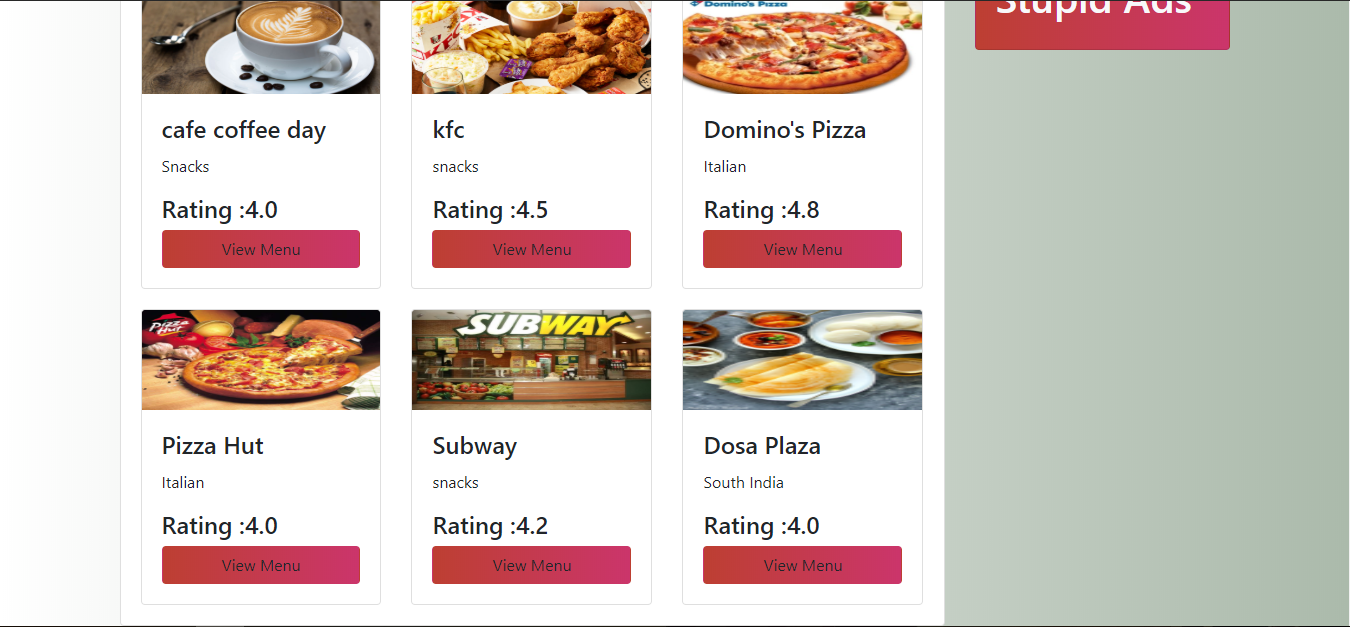 Stupid Ads
KFC
Domino's Pizza
cafe coffee day
kfc
Domino's Pizza
Snacks
snacks
Italian
Rating :4.0
Rating :4.5
Rating :4.8
View Menu
View Menu
View Menu
Pizza
Hut
SUBWAY
Pizza Hut
Subway
Dosa Plaza
Italian
snacks
South India
Rating :4.0
Rating :4.2
Rating :4.0
View Menu
View Menu
View Menu